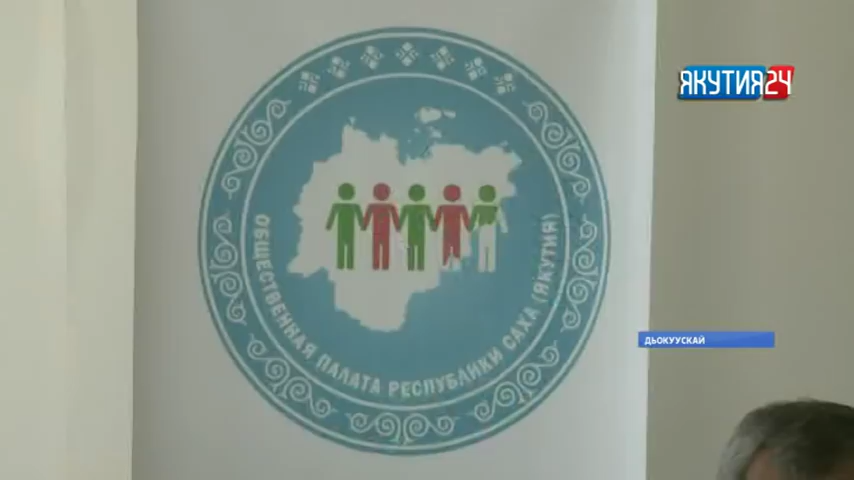 ЯКУТИЯ24
ОБЩЕСТВЕННАЯ ПАЛАТА РЕСПУБЛИКИ САХА (ЯКУТИЯ)
ДЬОКУУСКАЙ